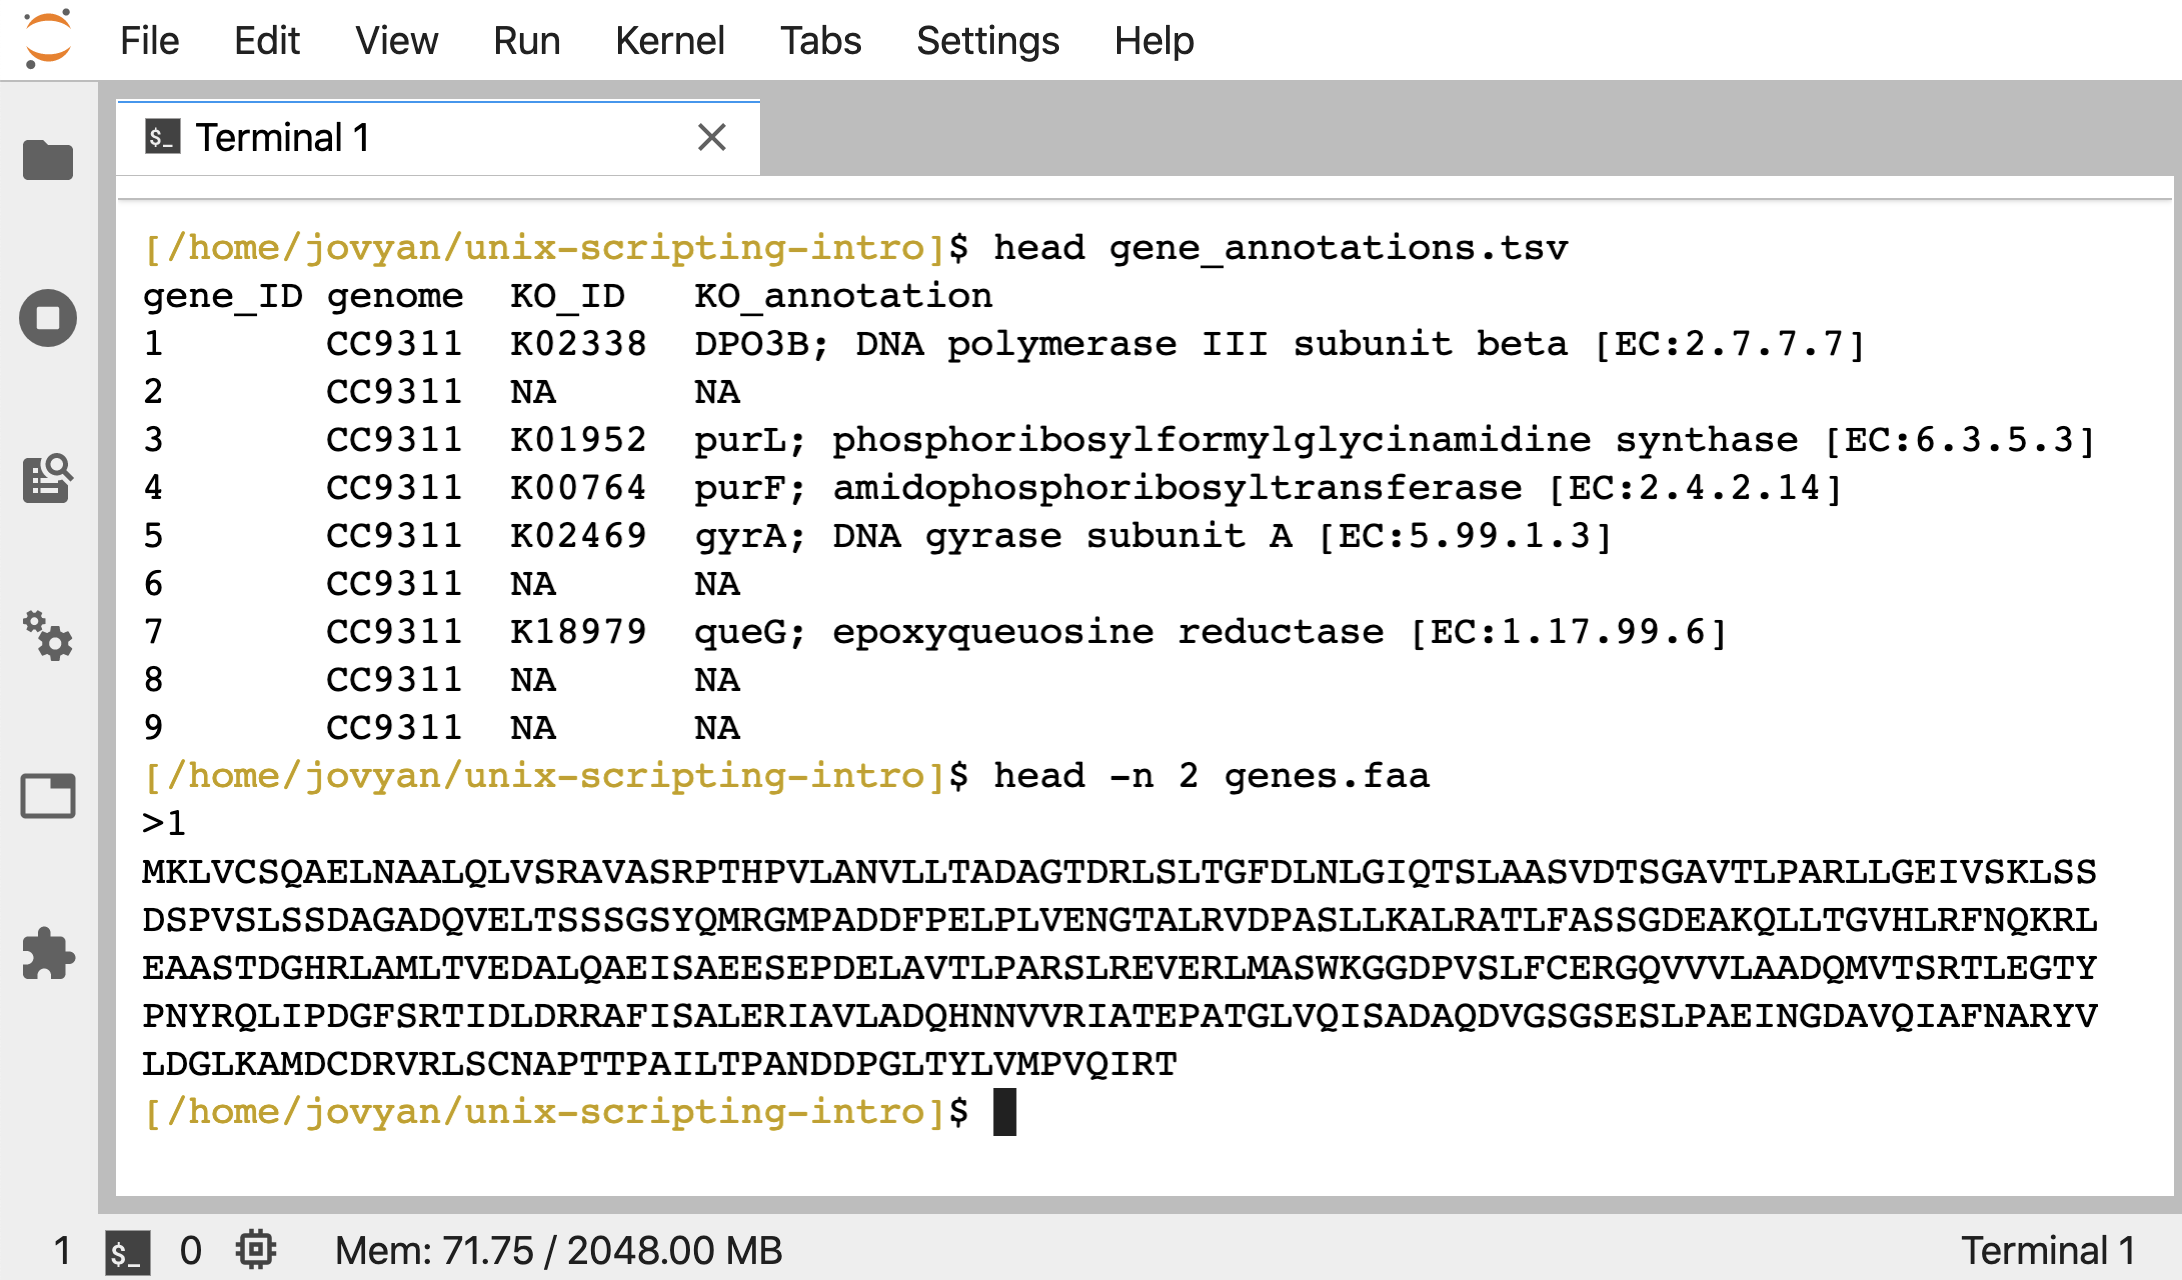 File Edit View Run Kernel Tabs Settings Help
$_ Terminal 1
[/home/jovyan/unix-scripting-intro]$ head gene_annotations.tsv
gene_ID genome KO_ID KO_annotation
1 CC9311 K02338 DPO3B; DNA polymerase III subunit beta [EC:2.7.7.7]
2 CC9311 NA NA
3 CC9311 K01952 purL; phosphoribosylformylglycinamidine synthase [EC:6.3.5.3]
4 CC9311 K00764 purF; amidophosphoribosyltransferase [EC:2.4.2.14]
5 CC9311 K02469 gyrA; DNA gyrase subunit A [EC:5.99.1.3]
6 CC9311 NA NA
7 CC9311 K18979 queG; epoxyqueuosine reductase [EC:1.17.99.6]
8 CC9311 NA NA
9 CC9311 NA NA
[/home/jovyan/unix-scripting-intro]$ head -n 2 genes.faa
>1
MKLVCSQAELNAALQLVSRAVASRPTHPVLANVLLTADAGTDRLSLTGFDLNLGIQTSLAASVDTSGAVTLPARLLGEIVSKLSS
DSPVSLSSDAGADQVELTSSSGSYQMRGMPADDFPELPLVENGTALRVDPASLLKALRATLFASSGDEAKQLLTGVHLRFNQKRL
EAASTDGHRLAMLTVEDALQAEISAEESEPDELAVTLPARSLREVERLMASWKGGDPVSLFCERGQVVVLAADQMVTSRTLEGTY
PNYRQLIPDGFSRTIDLDRRAFISALERIAVLADQHNNVVRIATEPATGLVQISADAQDVGSGSESLPAEINGDAVQIAFNARYV
LDGLKAMDCDRVRLSCNAPTTPAILTPANDDPGLTYLVMPVQIRT
[/home/jovyan/unix-scripting-intro]$
1 $_ 0 Mem: 71.75 / 2048.00 MB Terminal 1